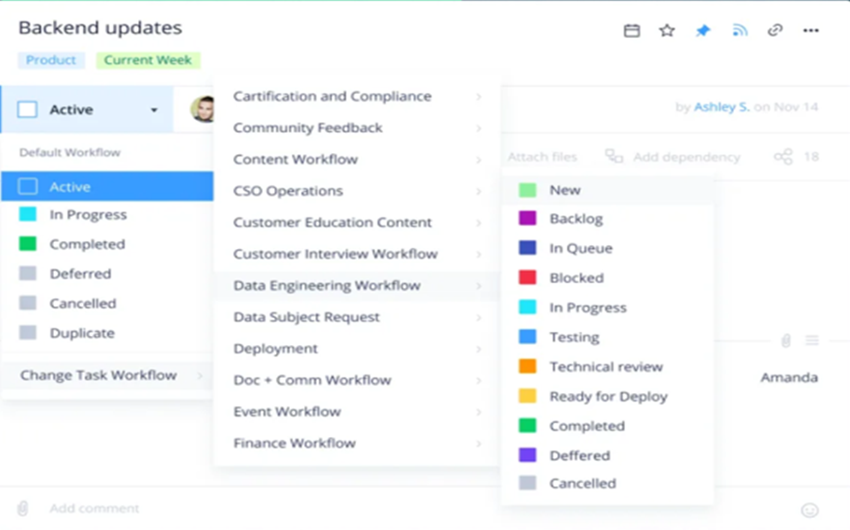 Backend updates
Product Current Week
Active
by Ashley S. on Nov 14
Default Workflow
Active
In Progress
Completed
Deferred
Cancelled
Duplicate
Change Task Workflow
Cartification and Compliance
Community Feedback
Content Workflow
CSO Operations
Customer Education Content
Customer Interview Workflow
Data Engineering Workflow
Data Subject Request
Deployment
Doc + Comm Workflow
Event Workflow
Finance Workflow
Attach files Add dependency 18
New
Backlog
In Queue
Blocked
In Progress
Testing
Technical review
Ready for Deploy
Completed
Deffered
Cancelled
Amanda
Add comment